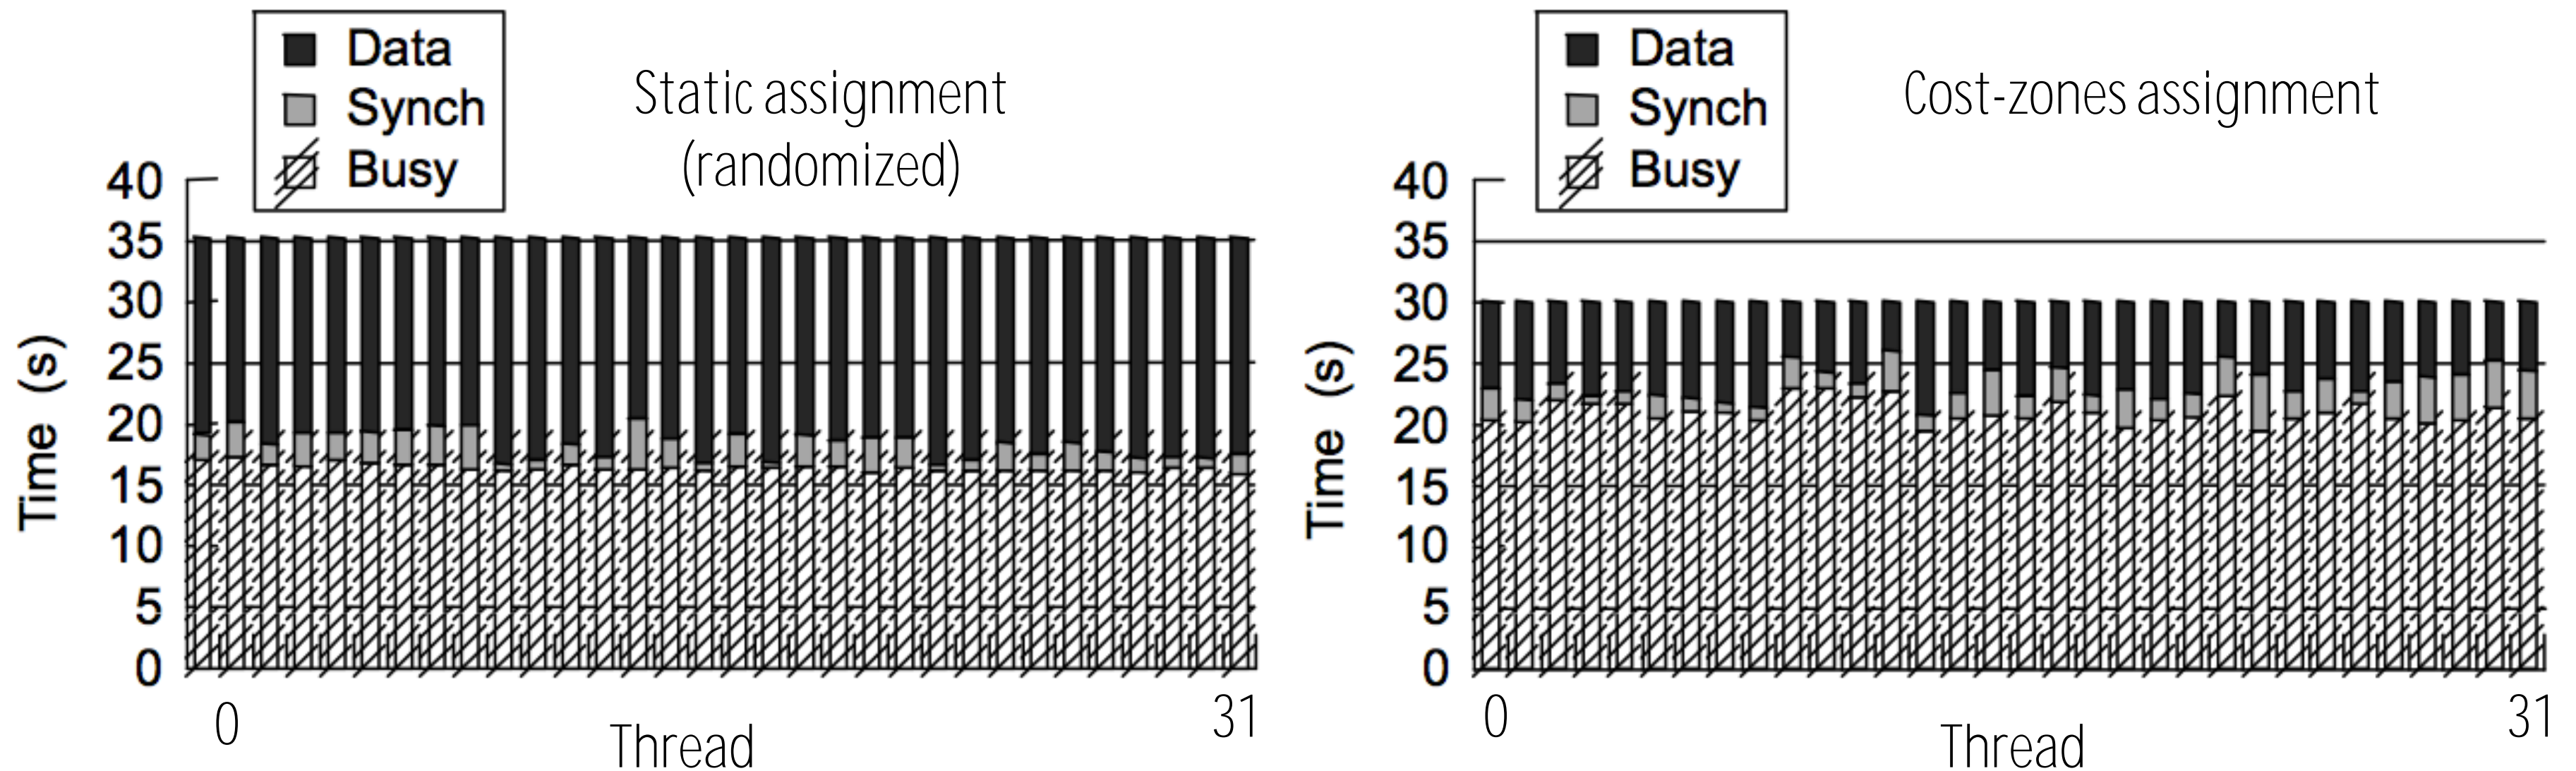 Data
Synch
Busy
Static assignment
(randomized)
40
35
30
25
20
15
10
5
0
Time (s)
0
31
Thread
Data
Synch
Busy
Cost-zones assignment
40
35
30
25
20
15
10
5
0
Time (s)
0
31
Thread